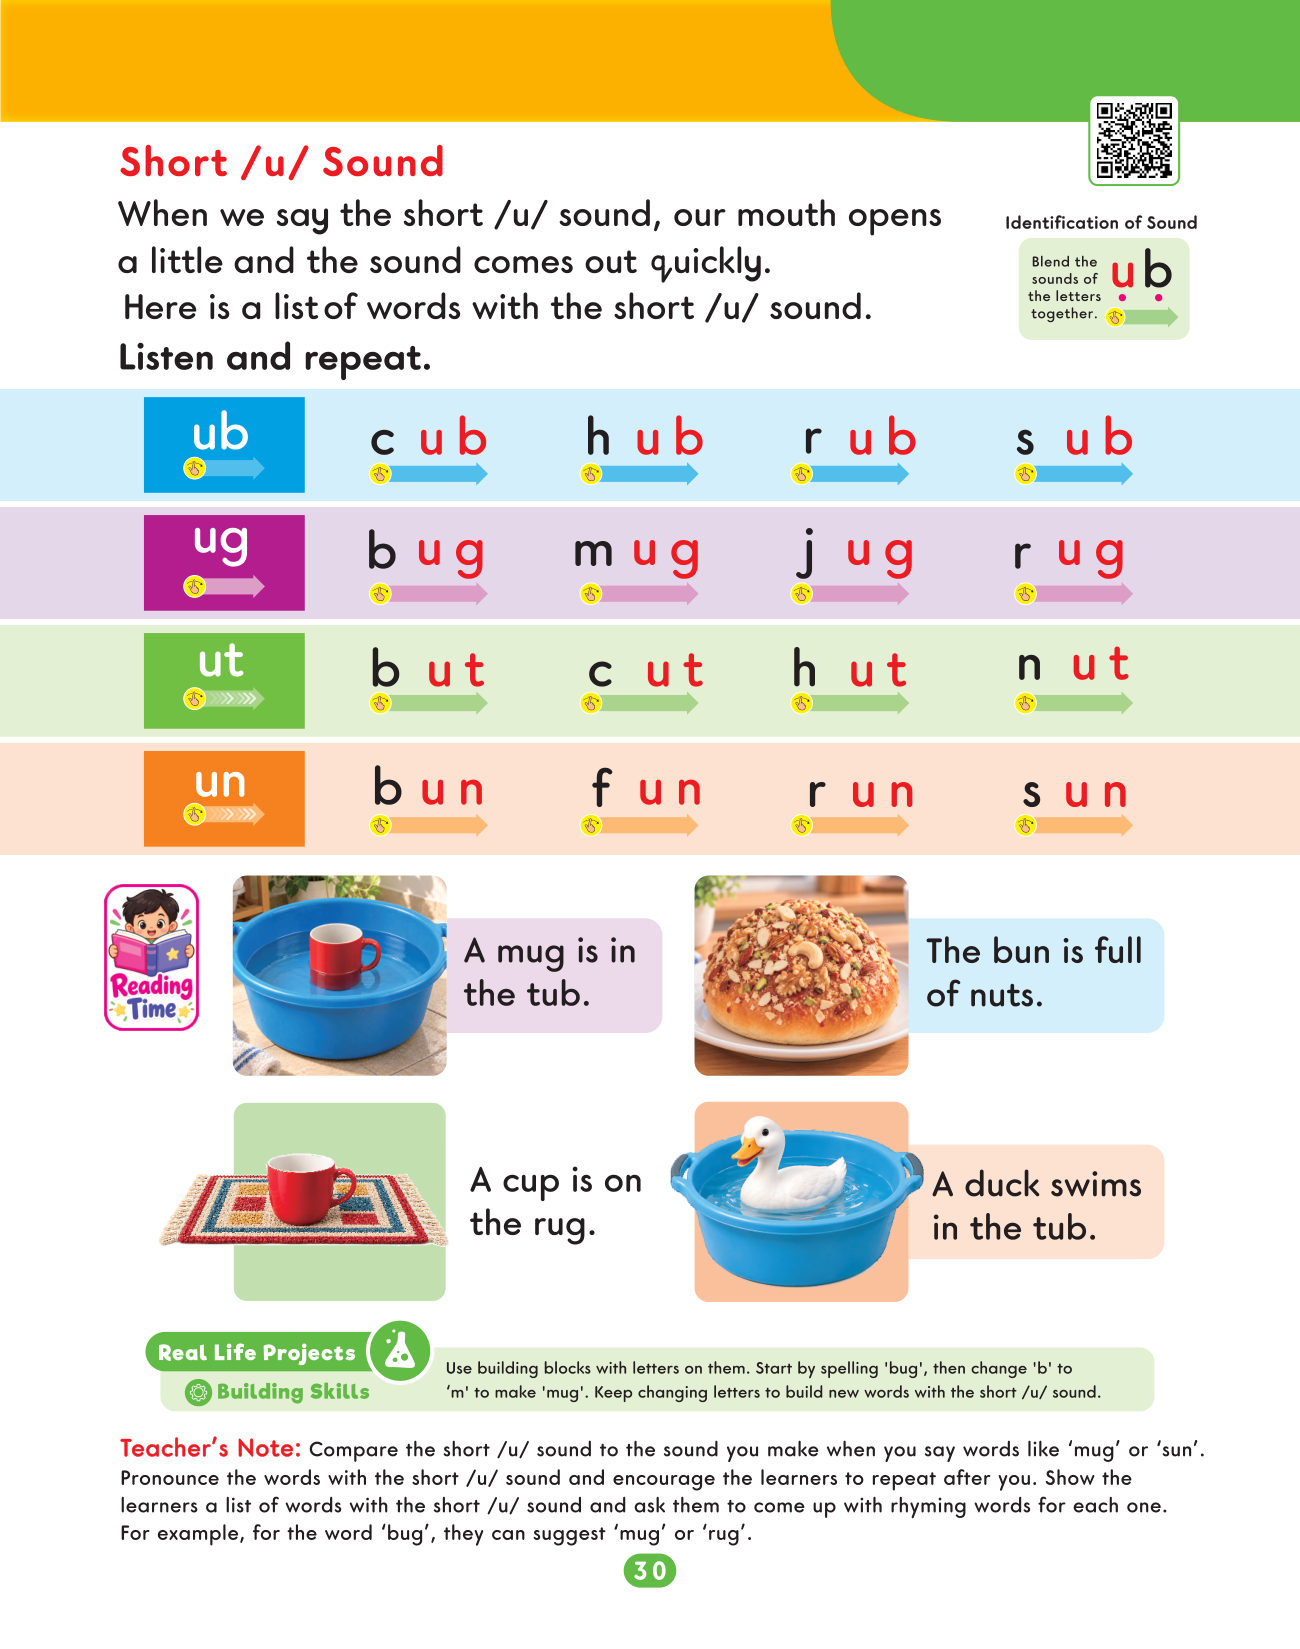 Short /u/ Sound
When we say the short /u/ sound, our mouth opens
a little and the sound comes out quickly.
Here is a list of words with the short /u/ sound.
Listen and repeat.
Identification of Sound
Blend the
sounds of
the letters
together.
u b
ub c ub h ub r ub s ub
ug b ug m ug j ug r ug
ut b ut c ut h ut n ut
un b un f un r un s un
Reading
Time
A mug is in
the tub.
The bun is full
of nuts.
A cup is on
the rug.
A duck swims
in the tub.
Real Life Projects
Building Skills
Use building blocks with letters on them. Start by spelling 'bug', then change 'b' to
‘m' to make 'mug'. Keep changing letters to build new words with the short /u/ sound.
Teacher’s Note: Compare the short /u/ sound to the sound you make when you say words like ‘mug’ or ‘sun’.
Pronounce the words with the short /u/ sound and encourage the learners to repeat after you. Show the
learners a list of words with the short /u/ sound and ask them to come up with rhyming words for each one.
For example, for the word ‘bug’, they can suggest ‘mug’ or ‘rug’.
30